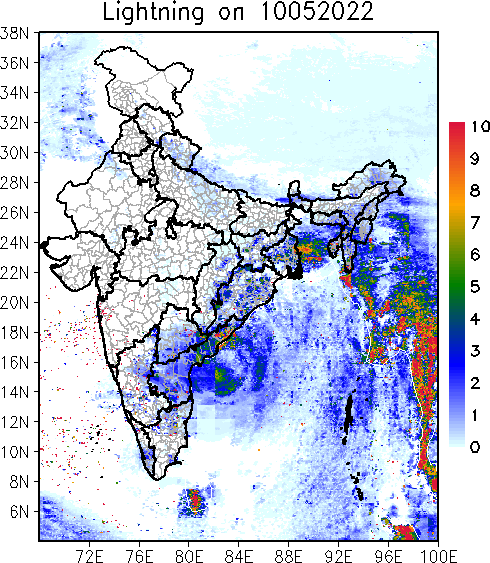 Lightning on 10052022
38N
36N
34N
32N
30N
28N
26N
24N
22N
20N
18N
16N
14N
12N
10N
8N
6N
72E 76E 80E 84E 88E 92E 96E 100E
10
9
8
7
6
5
4
3
2
1
0